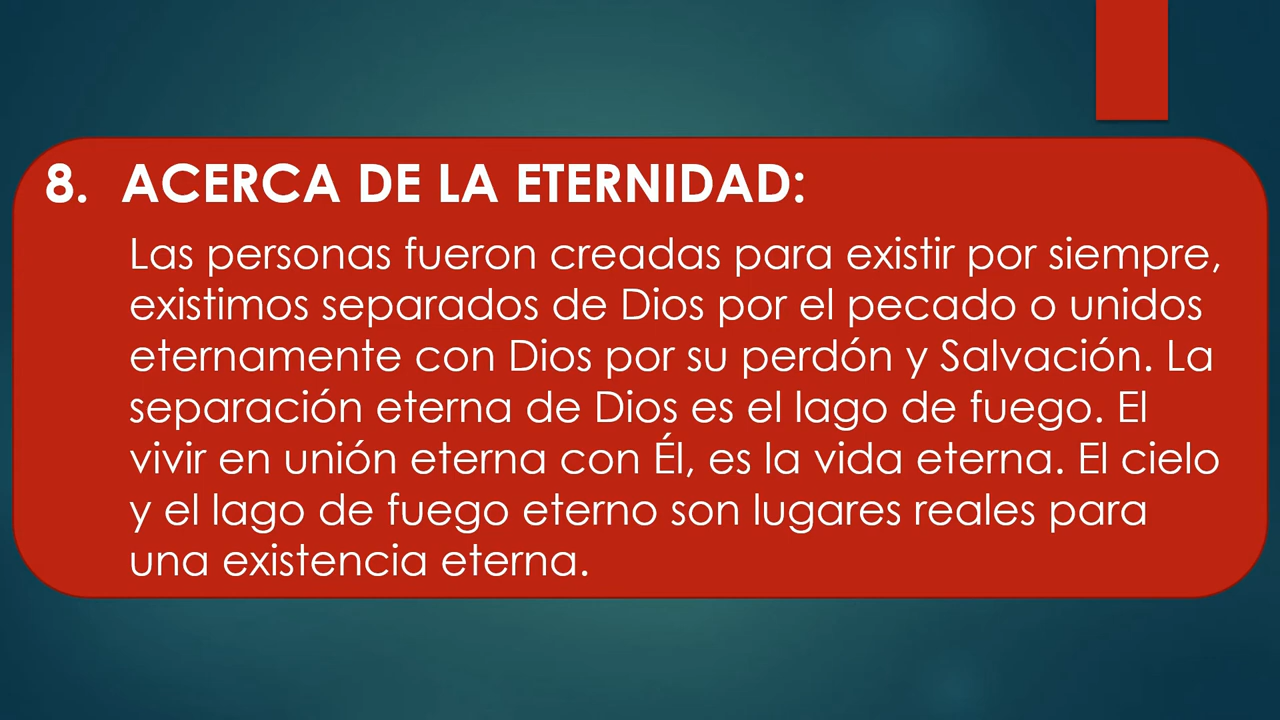 8. ACERCA DE LA ETERNIDAD:
Las personas fueron creadas para existir por siempre,
existimos separados de Dios por el pecado o unidos
eternamente con Dios por su perdón y Salvación. La
separación eterna de Dios es el lago de fuego. El
vivir en unión eterna con Él, es la vida eterna. El cielo
y el lago de fuego eterno son lugares reales para
una existencia eterna.